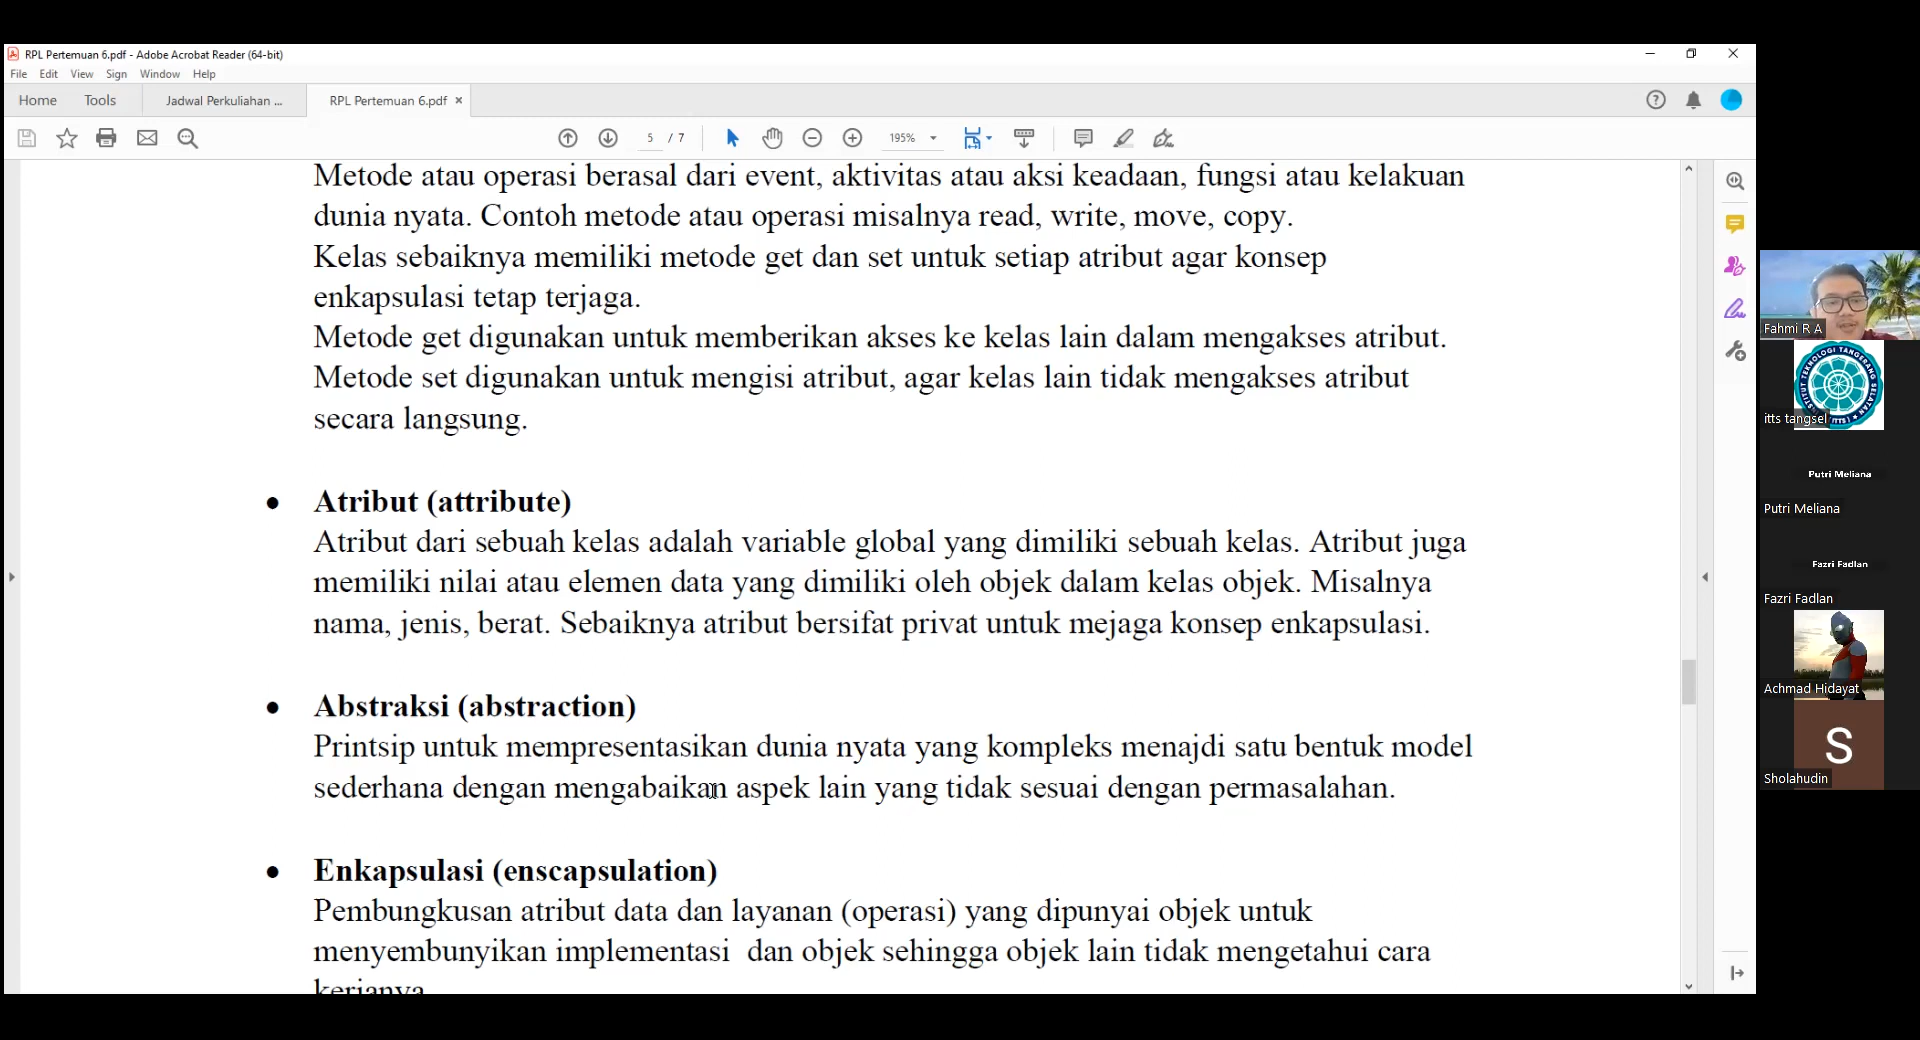 RPL Pertemuan 6.pdf - Adobe Acrobat Reader (64-bit)
File Edit View Sign Window Help
Home Tools Jadwal Perkuliahan ... RPL Pertemuan 6.pdf ×
5 / 7 195%
Metode atau operasi berasal dari event, aktivitas atau aksi keadaan, fungsi atau kelakuan
dunia nyata. Contoh metode atau operasi misalnya read, write, move, copy.
Kelas sebaiknya memiliki metode get dan set untuk setiap atribut agar konsep
enkapsulasi tetap terjaga.
Metode get digunakan untuk memberikan akses ke kelas lain dalam mengakses atribut.
Metode set digunakan untuk mengisi atribut, agar kelas lain tidak mengakses atribut
secara langsung.
• Atribut (attribute)
Atribut dari sebuah kelas adalah variable global yang dimiliki sebuah kelas. Atribut juga
memiliki nilai atau elemen data yang dimiliki oleh objek dalam kelas objek. Misalnya
nama, jenis, berat. Sebaiknya atribut bersifat privat untuk mejaga konsep enkapsulasi.
• Abstraksi (abstraction)
Printsip untuk mempresentasikan dunia nyata yang kompleks menajdi satu bentuk model
sederhana dengan mengabaikan aspek lain yang tidak sesuai dengan permasalahan.
• Enkapsulasi (enscapsulation)
Pembungkusan atribut data dan layanan (operasi) yang dipunyai objek untuk
menyembunyikan implementasi dan objek sehingga objek lain tidak mengetahui cara
kerjanya
Fahmi R A
INSTITUT TEKNOLOGI TANGERANG SELATAN
itts tangsel
Putri Meliana
Putri Meliana
Fazri Fadlan
Fazri Fadlan
Achmad Hidayat
S
Sholahudin